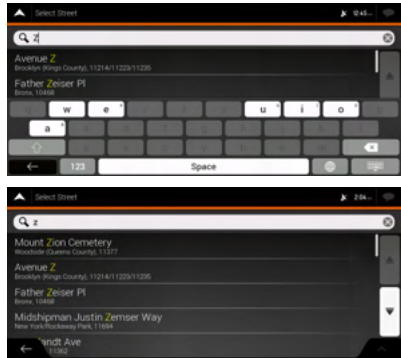 Select Street
12:45...
Z
Avenue Z
Brooklyn (Kings County), 11214/11223/11235
Father Zeiser Pl
Bronx, 10468
w e u i o
a
123 Space
Select Street
2:04...
z
Mount Zion Cemetery
Woodside (Queens County), 11377
Avenue Z
Brooklyn (Kings County), 11214/11223/11235
Father Zeiser Pl
Bronx, 10468
Midshipman Justin Zemser Way
New York/Rockaway Park, 11694
andt Ave
11362